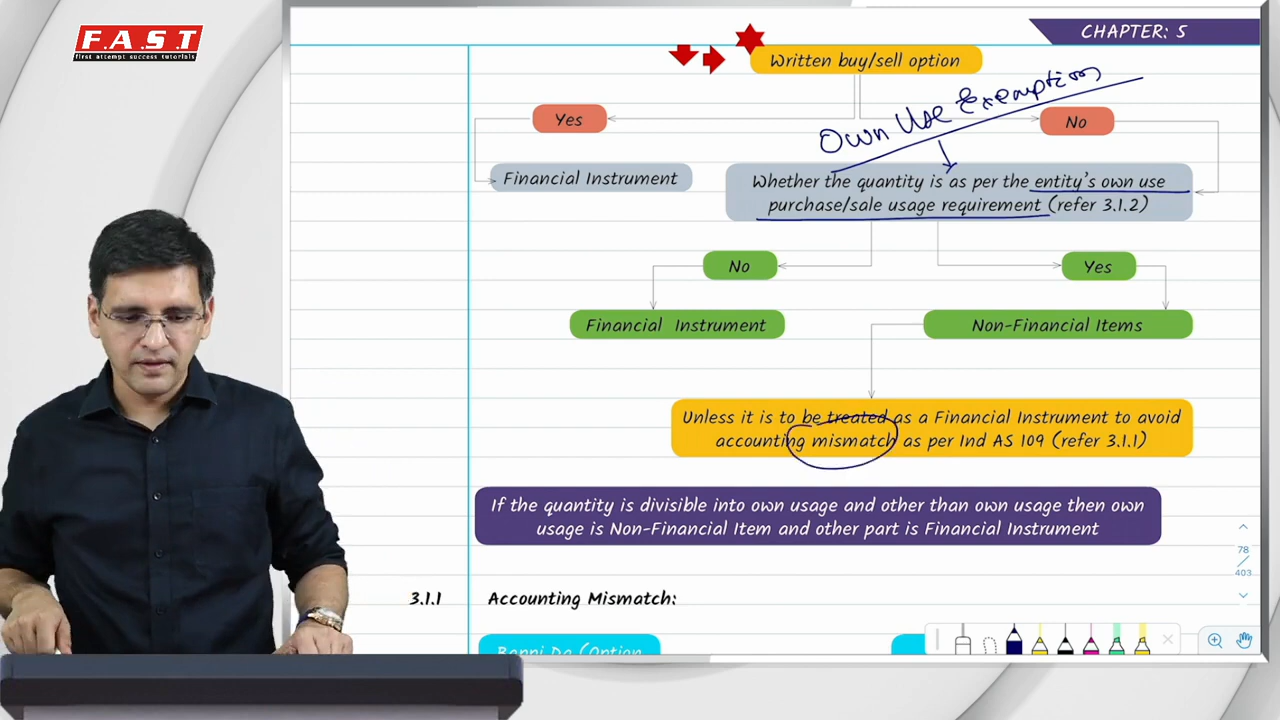 F.A.S.T
first attempt success tutorials
CHAPTER: 5
Written buy/sell option
Own Use Exemption
Yes
No
Financial Instrument
Whether the quantity is as per the entity's own use
purchase/sale usage requirement (refer 3.1.2)
No
Yes
Financial Instrument
Non-Financial Items
Unless it is to be treated as a Financial Instrument to avoid
accounting mismatch as per Ind AS 109 (refer 3.1.1)
If the quantity is divisible into own usage and other than own usage then own
usage is Non-Financial Item and other part is Financial Instrument
78
/
403
3.1.1 Accounting Mismatch:
(Option